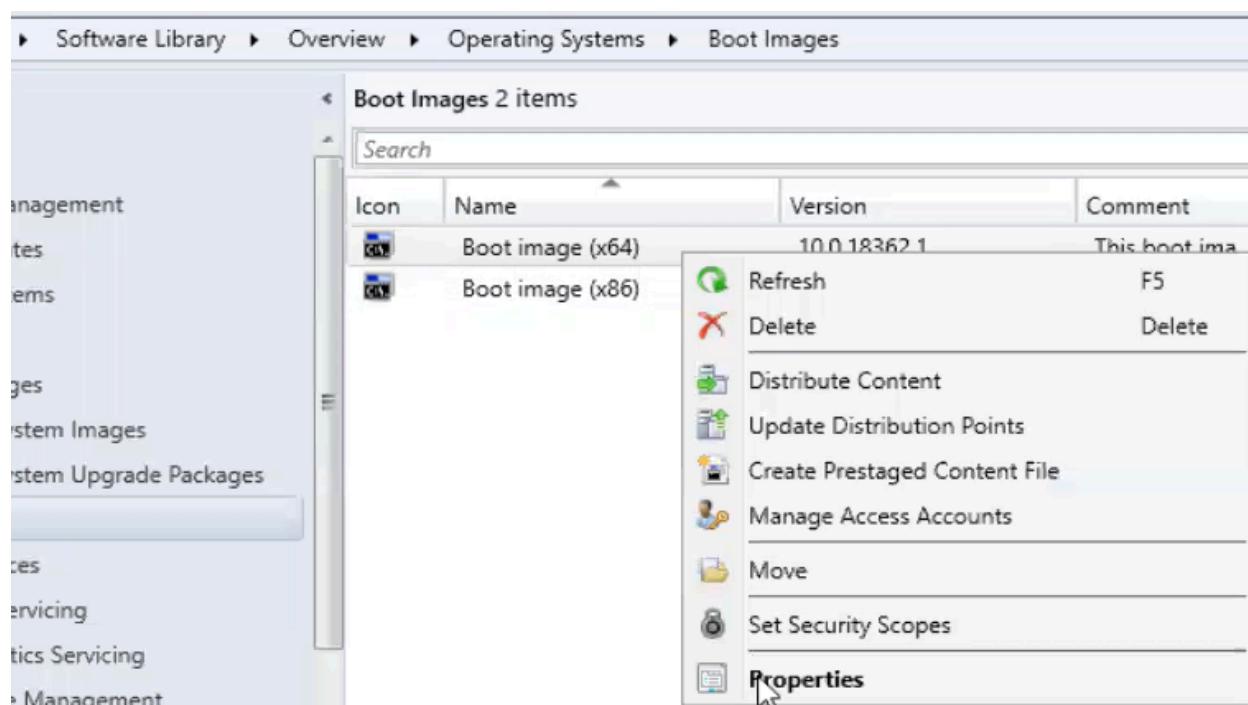 Software Library Overview Operating Systems Boot Images
Boot Images 2 items
Search
Icon Name Version Comment
Boot image (x64) 10.0.18362.1 This boot ima
Boot image (x86)
anagement
tes
ems
ges
stem Images
stem Upgrade Packages
ces
ervicing
tics Servicing
e Management
Refresh F5
Delete Delete
Distribute Content
Update Distribution Points
Create Prestaged Content File
Manage Access Accounts
Move
Set Security Scopes
Properties